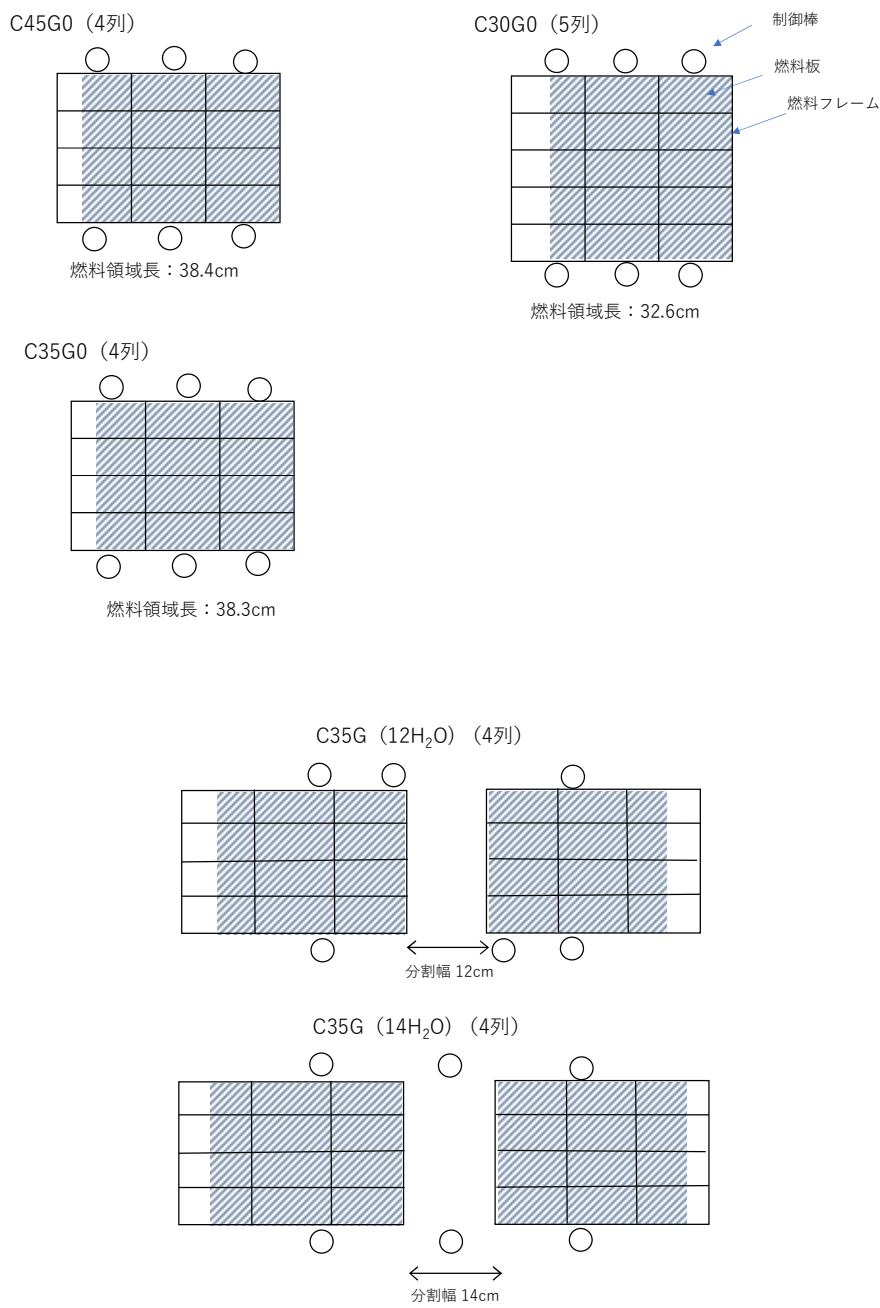 C45G0（4列）
C30G0（5列）
制御棒
燃料板
燃料フレーム
燃料領域長：38.4cm
燃料領域長：32.6cm
C35G0（4列）
燃料領域長：38.3cm
C35G（12H₂O）（4列）
分割幅 12cm
C35G（14H₂O）（4列）
分割幅 14cm